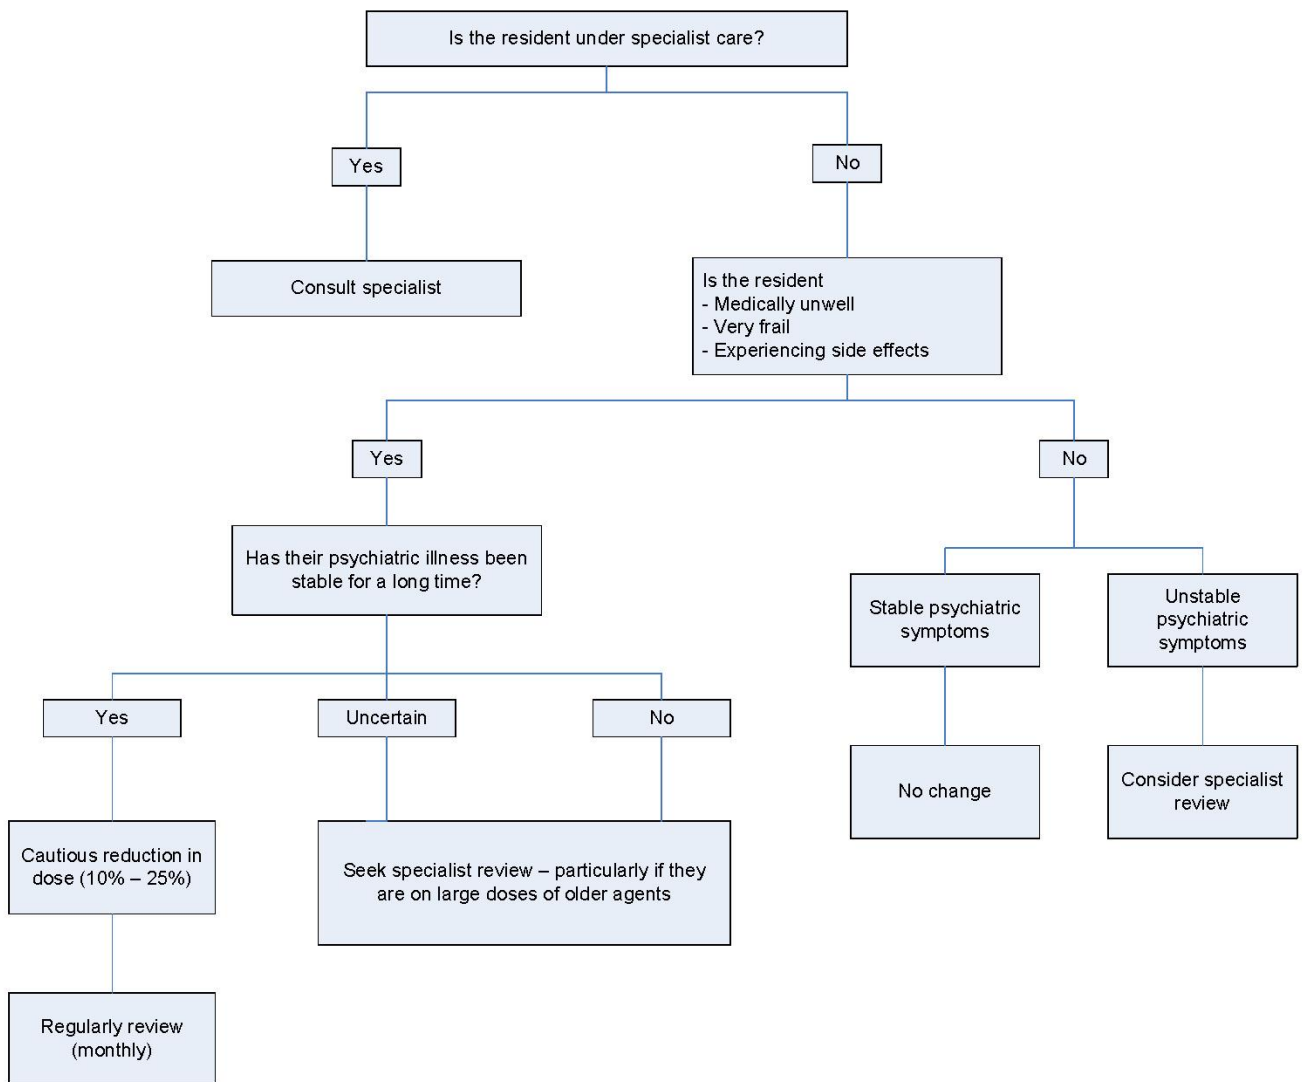 Is the resident under specialist care?
Yes
No
Consult specialist
Is the resident
- Medically unwell
- Very frail
- Experiencing side effects
Yes
No
Has their psychiatric illness been
stable for a long time?
Stable psychiatric
symptoms
Unstable
psychiatric
symptoms
Yes
Uncertain
No
No change
Consider specialist
review
Cautious reduction in
dose (10% – 25%)
Seek specialist review – particularly if they
are on large doses of older agents
Regularly review
(monthly)